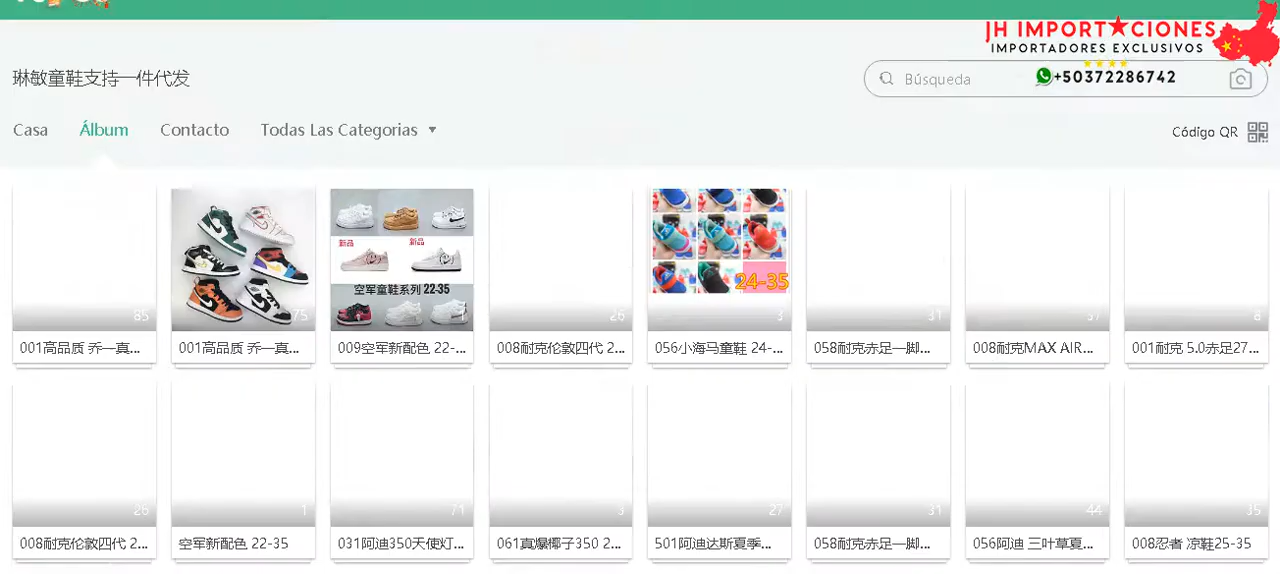 JH IMPORT★CIONES
IMPORTADORES EXCLUSIVOS
琳敏童鞋支持一件代发
Búsqueda
+50372286742
Casa
Álbum
Contacto
Todas Las Categorias
Código QR
85
75
新品
新品
空军童鞋系列 22-35
26
24-35
3
31
37
8
001高品质 乔一真...
001高品质 乔一真...
009空军新配色 22-...
008耐克伦敦四代 2...
056小海马童鞋 24-...
058耐克赤足一脚...
008耐克MAX AIR...
001耐克 5.0赤足27...
26
1
71
3
27
31
44
35
008耐克伦敦四代 2...
空军新配色 22-35
031阿迪350天使灯...
061真爆椰子350 2...
501阿迪达斯夏季...
058耐克赤足一脚...
056阿迪 三叶草夏...
008忍者 凉鞋25-35